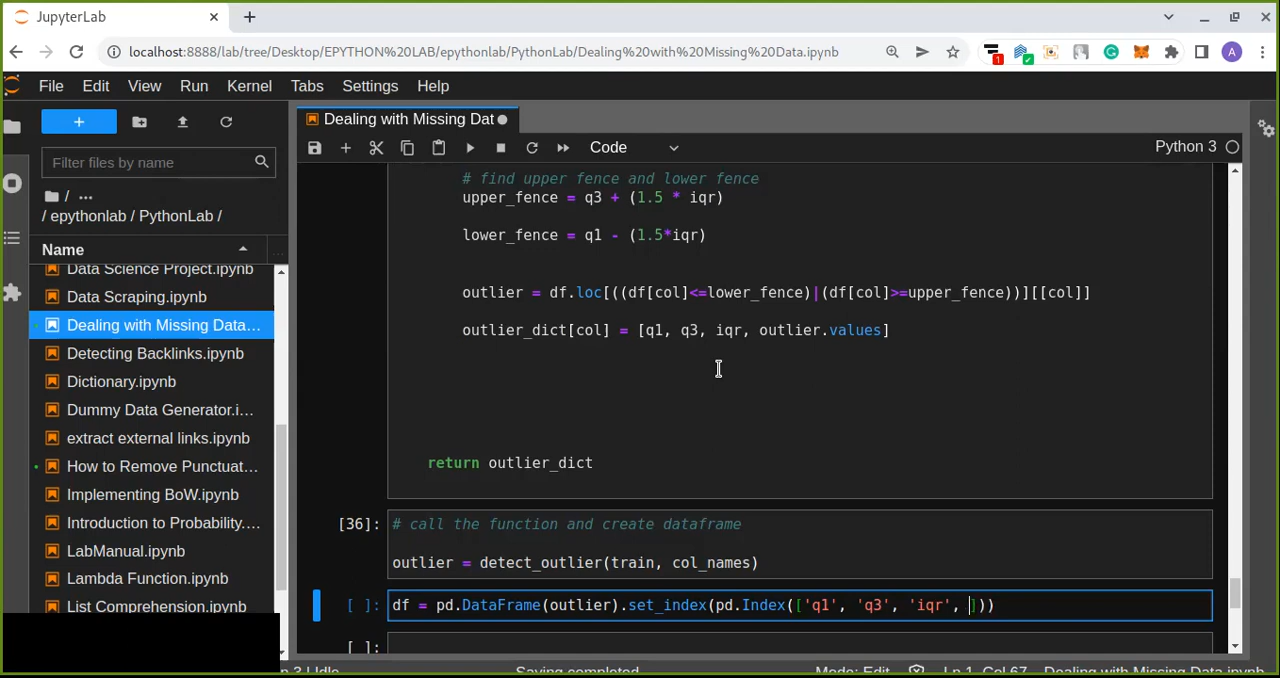 JupyterLab
localhost:8888/lab/tree/Desktop/EPYTHON%20LAB/epythonlab/PythonLab/Dealing%20with%20Missing%20Data.ipynb
1
A
File Edit View Run Kernel Tabs Settings Help
Dealing with Missing Dat
Filter files by name
Code
Python 3
/ ...
/ epythonlab / PythonLab /
Name
Data Science Project.ipynb
Data Scraping.ipynb
Dealing with Missing Data...
Detecting Backlinks.ipynb
Dictionary.ipynb
Dummy Data Generator.i...
extract external links.ipynb
How to Remove Punctuat...
Implementing BoW.ipynb
Introduction to Probability....
LabManual.ipynb
Lambda Function.ipynb
List Comprehension.ipynb
# find upper fence and lower fence
upper_fence = q3 + (1.5 * iqr)
lower_fence = q1 - (1.5*iqr)
outlier = df.loc[((df[col]<=lower_fence)|(df[col]>=upper_fence))][[col]]
outlier_dict[col] = [q1, q3, iqr, outlier.values]
return outlier_dict
[36]: # call the function and create dataframe
outlier = detect_outlier(train, col_names)
[ ]: df = pd.DataFrame(outlier).set_index(pd.Index(['q1', 'q3', 'iqr', ]))
[ ]:
3 | Idle
Saving completed
Mode: Edit
Ln 1, Col 67
Dealing with Missing Data.ipynb